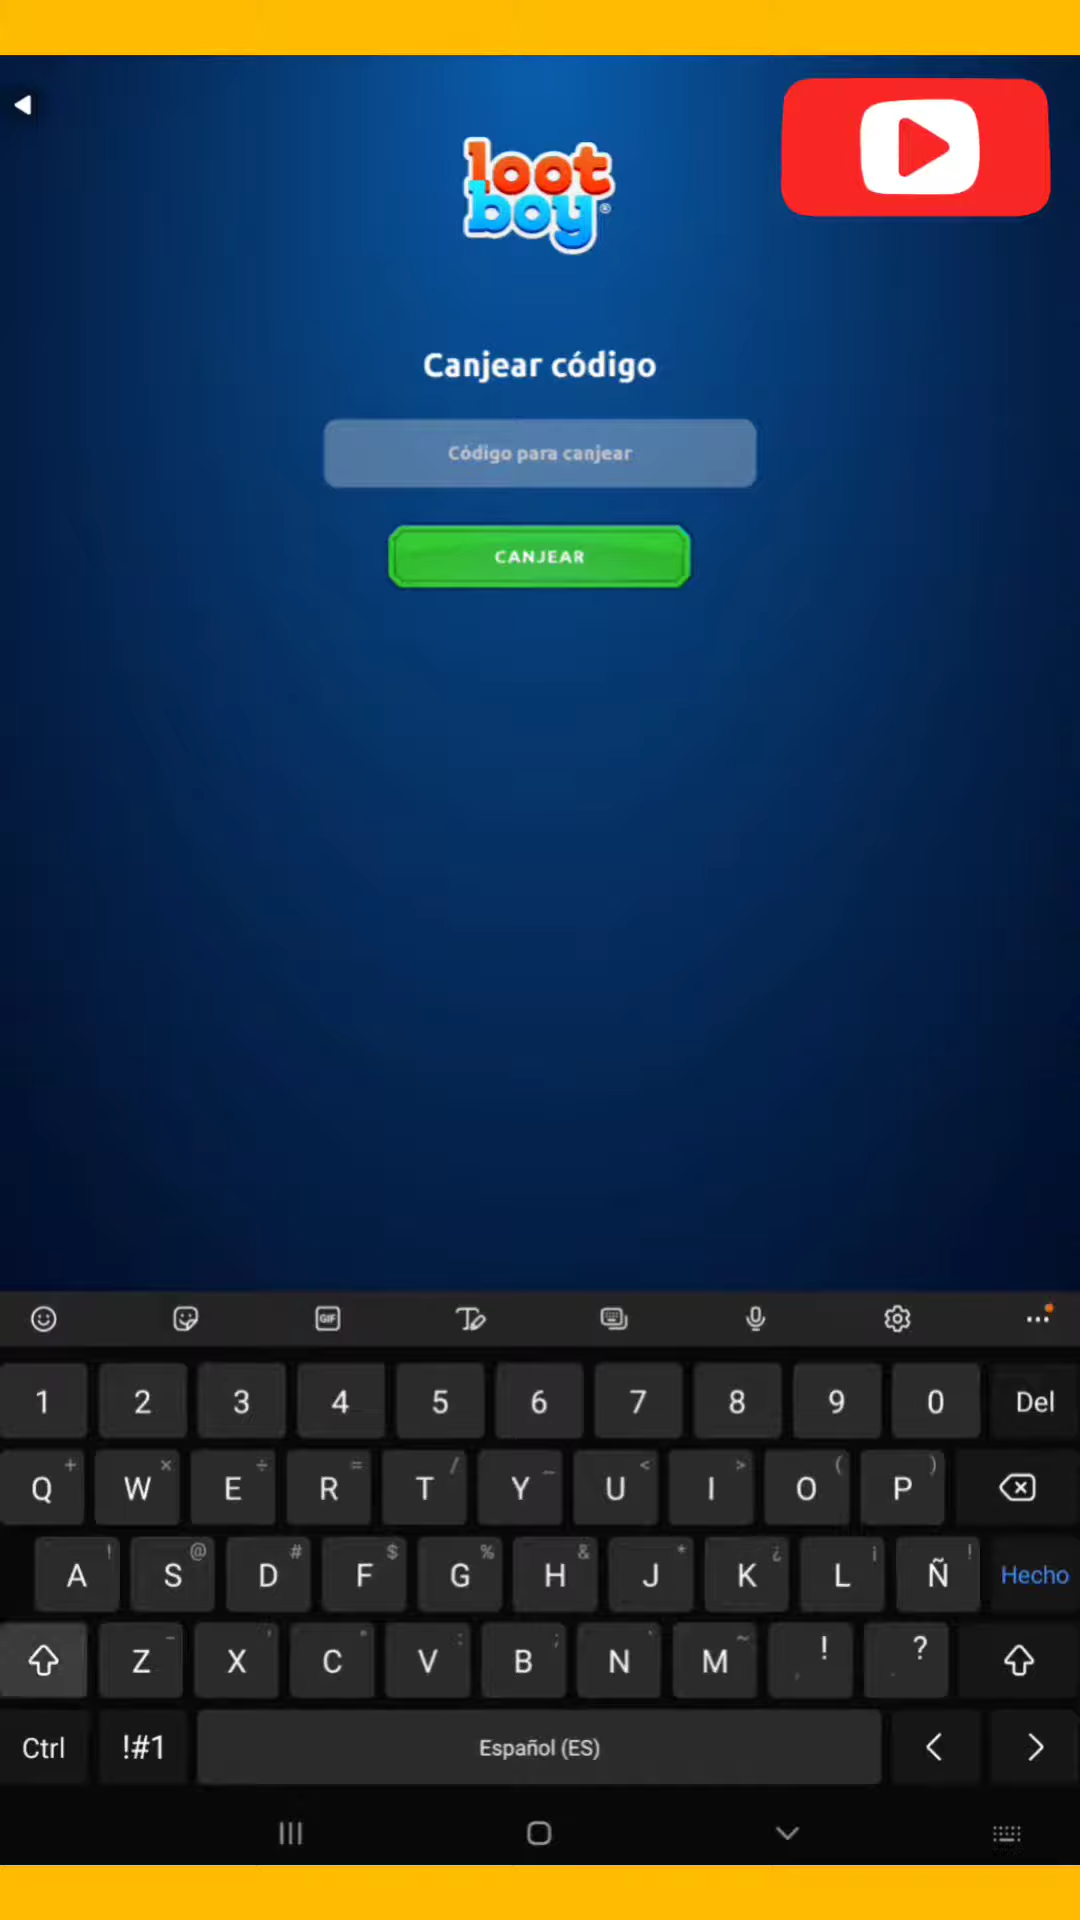 loot
boy®
Canjear código
Código para canjear
CANJEAR
GIF
1 2 3 4 5 6 7 8 9 0 Del
+ × ÷ = / _ < > ( )
Q W E R T Y U I O P
! @ # $ % & * ¿ ¡ !
A S D F G H J K L Ñ Hecho
Z X C V B N M ! ?
Ctrl !#1 Español (ES) < >